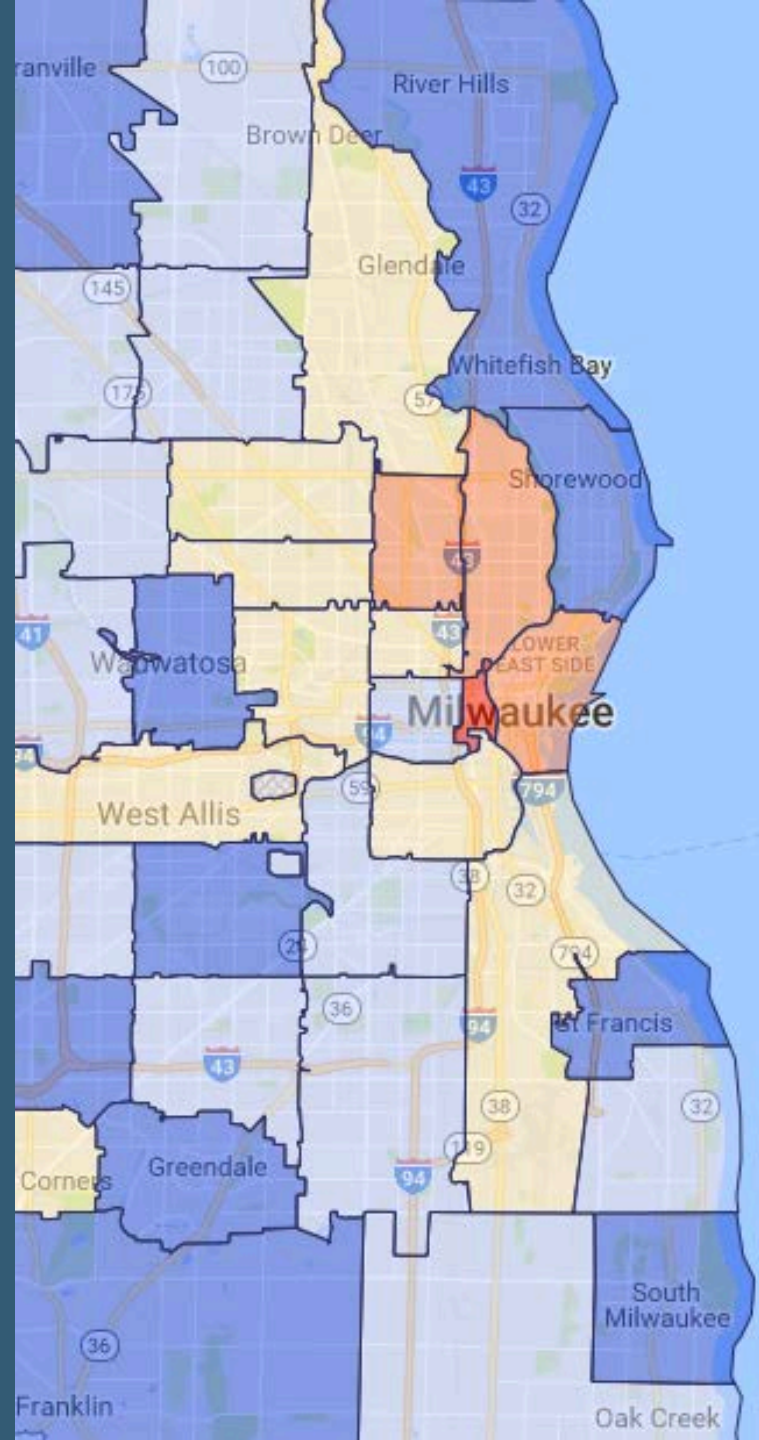 ranville
100
River Hills
Brown Deer
43
32
Glendale
145
Whitefish Bay
175
57
Shorewood
43
41
43
LOWER
EAST SIDE
Wauwatosa
Milwaukee
94
94
59
794
West Allis
38
32
24
794
36
St Francis
94
43
38
32
119
Corners
Greendale
94
South
Milwaukee
36
Franklin
Oak Creek